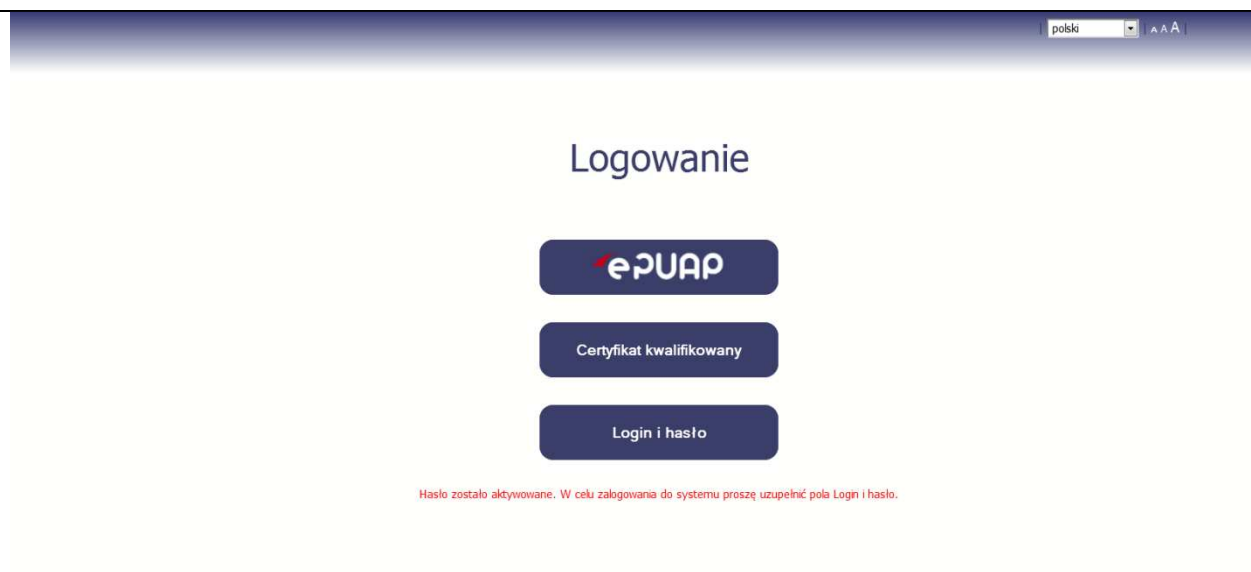 polski
A A A
Logowanie
ePUAP
Certyfikat kwalifikowany
Login i hasło
Hasło zostało aktywowane. W celu zalogowania do systemu proszę uzupełnić pola Login i hasło.